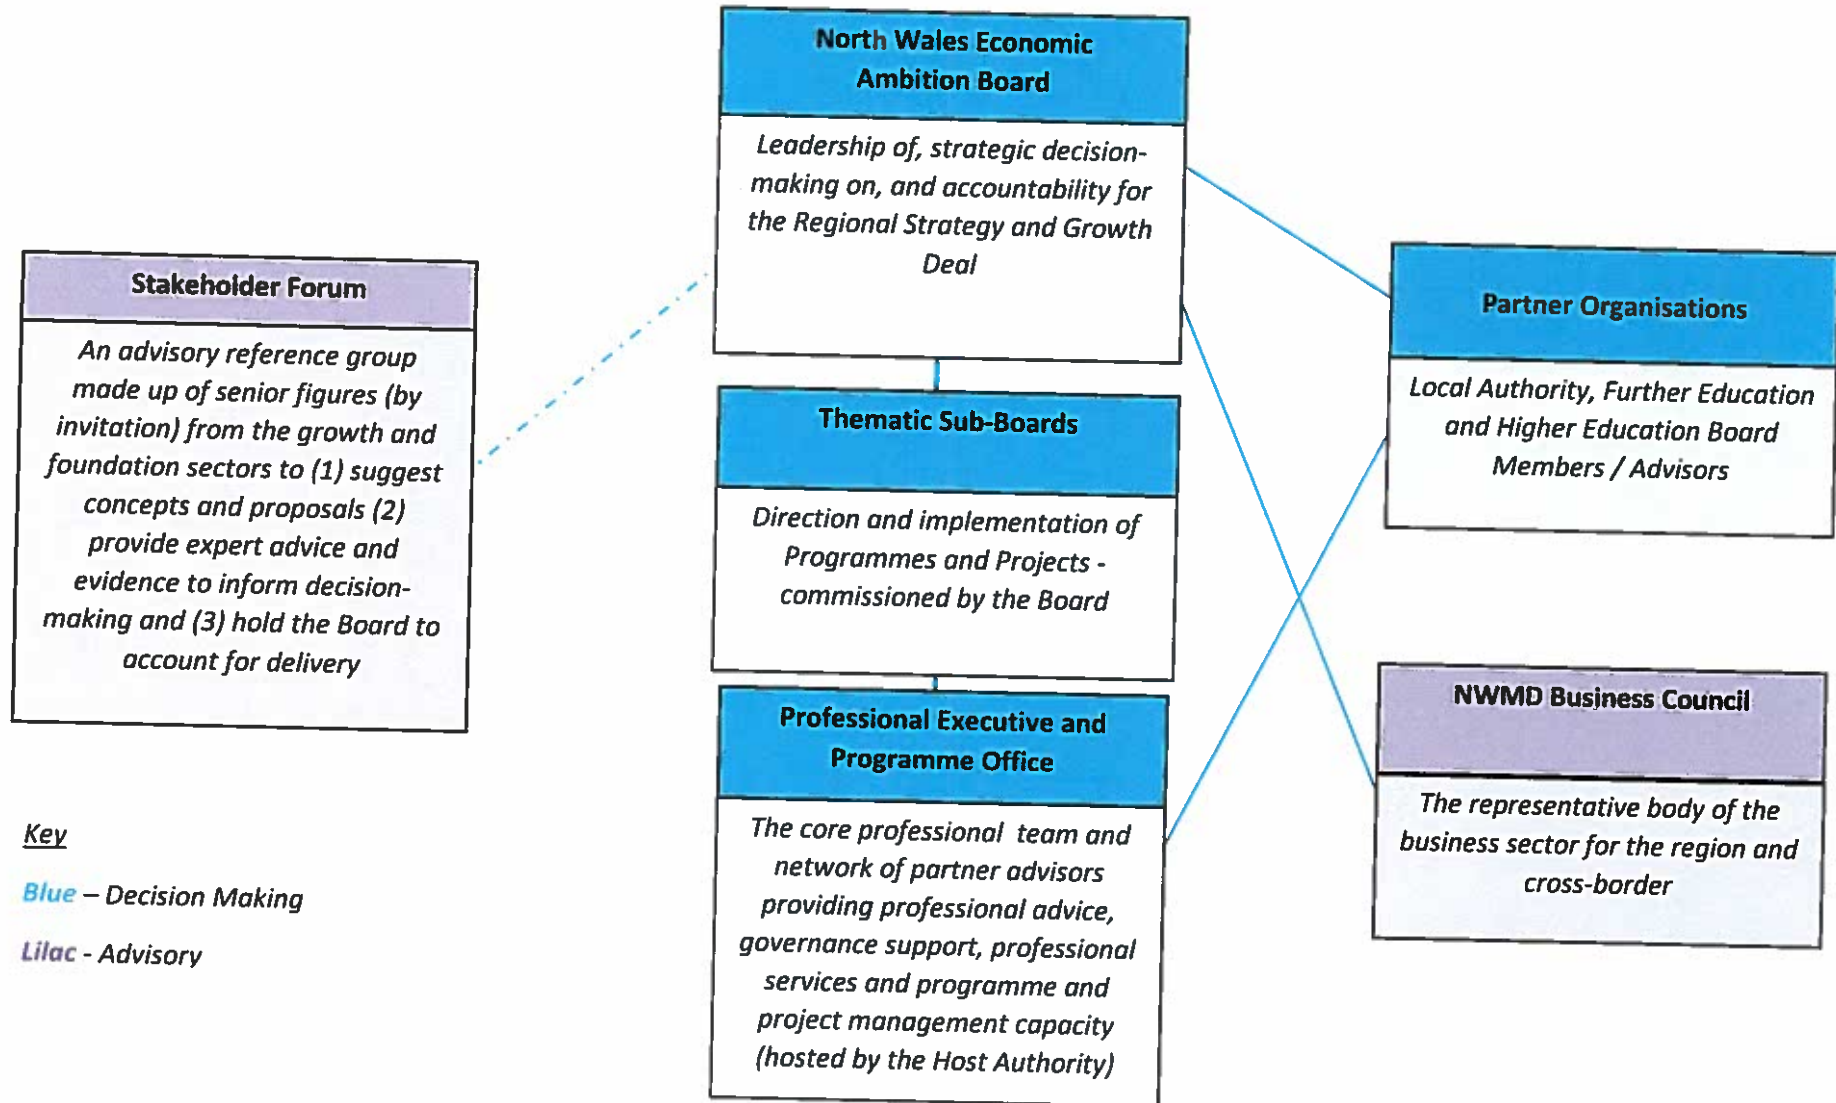 North Wales Economic
Ambition Board
Leadership of, strategic decision-
making on, and accountability for
the Regional Strategy and Growth
Deal
Stakeholder Forum
An advisory reference group
made up of senior figures (by
invitation) from the growth and
foundation sectors to (1) suggest
concepts and proposals (2)
provide expert advice and
evidence to inform decision-
making and (3) hold the Board to
account for delivery
Thematic Sub-Boards
Direction and implementation of
Programmes and Projects -
commissioned by the Board
Professional Executive and
Programme Office
The core professional team and
network of partner advisors
providing professional advice,
governance support, professional
services and programme and
project management capacity
(hosted by the Host Authority)
Partner Organisations
Local Authority, Further Education
and Higher Education Board
Members / Advisors
NWMD Business Council
The representative body of the
business sector for the region and
cross-border
Key
Blue – Decision Making
Lilac - Advisory